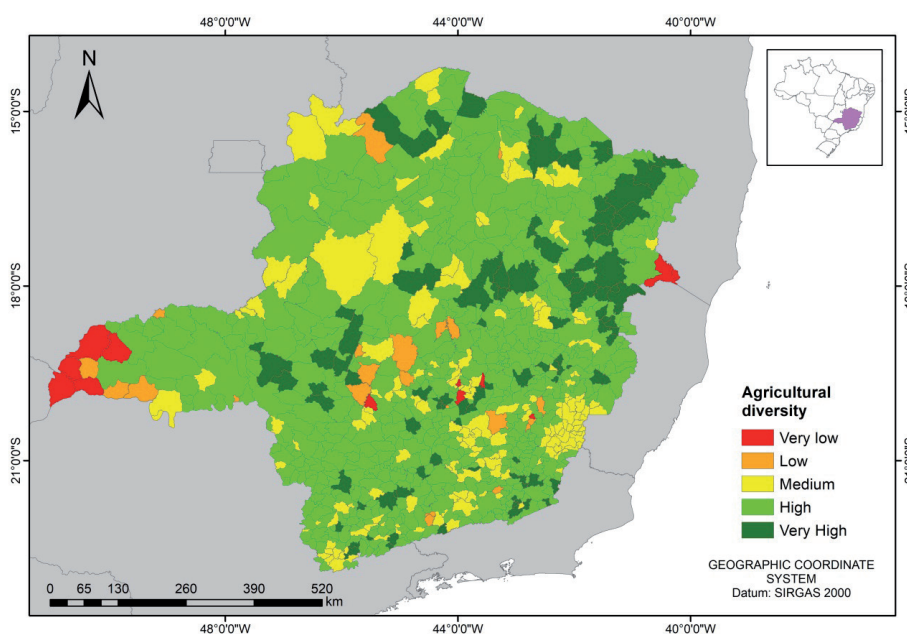 48°0'0"W 44°0'0"W 40°0'0"W
N
15°0'0"S
18°0'0"S
21°0'0"S
Agricultural
diversity
Very low
Low
Medium
High
Very High
GEOGRAPHIC COORDINATE
SYSTEM
Datum: SIRGAS 2000
0 65 130 260 390 520
km
48°0'0"W 44°0'0"W 40°0'0"W